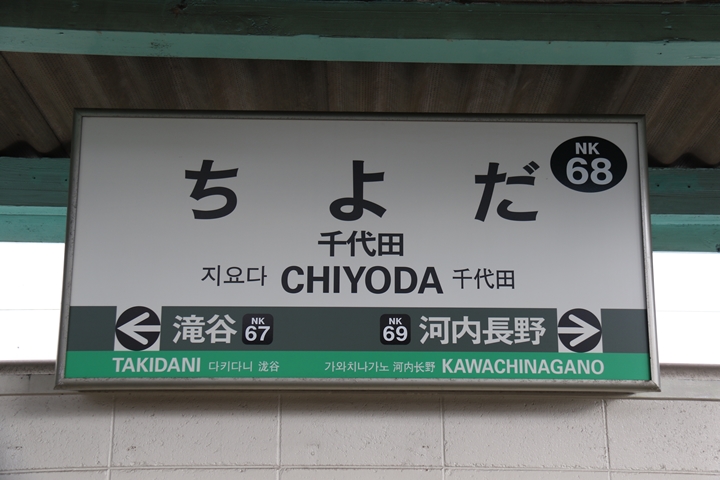 NK
68
ちよだ
千代田
지요다 CHIYODA 千代田
滝谷 NK 67 NK 69 河内長野
TAKIDANI 다키다니 泷谷 가와치나가노 河内长野 KAWACHINAGANO